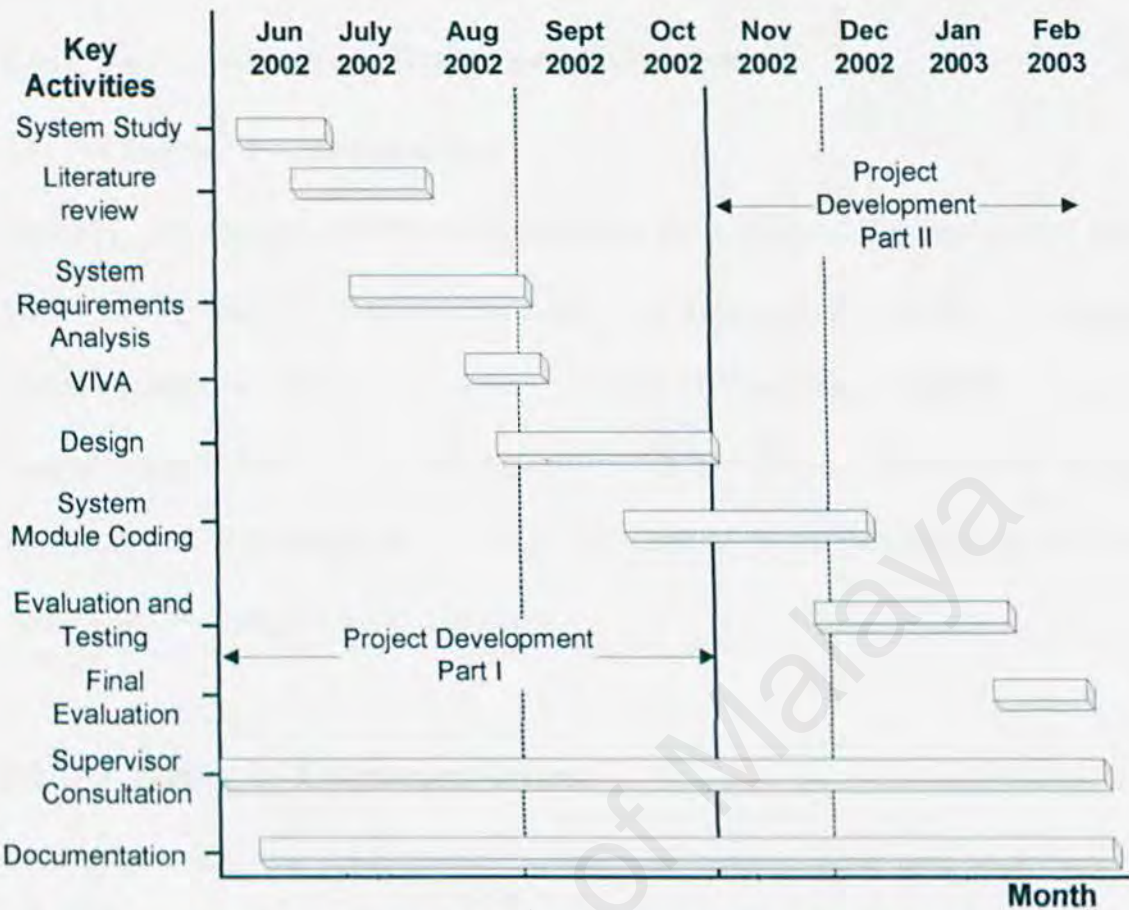 Key
Activities
Jun July Aug Sept Oct Nov Dec Jan Feb
2002 2002 2002 2002 2002 2002 2002 2003 2003
System Study
Literature
review
Project
Development
Part II
System
Requirements
Analysis
VIVA
Design
System
Module Coding
Evaluation and
Testing
Project Development
Part I
Final
Evaluation
Supervisor
Consultation
Documentation
Month
of Malaya